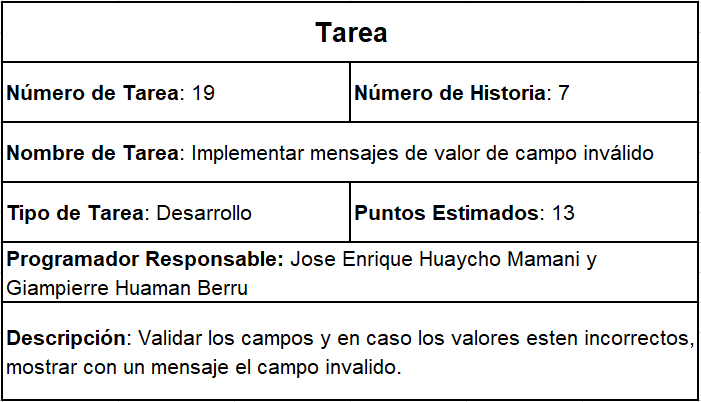 Tarea
Número de Tarea: 19
Número de Historia: 7
Nombre de Tarea: Implementar mensajes de valor de campo inválido
Tipo de Tarea: Desarrollo
Puntos Estimados: 13
Programador Responsable: Jose Enrique Huaycho Mamani y
Giampierre Huaman Berru
Descripción: Validar los campos y en caso los valores esten incorrectos,
mostrar con un mensaje el campo invalido.